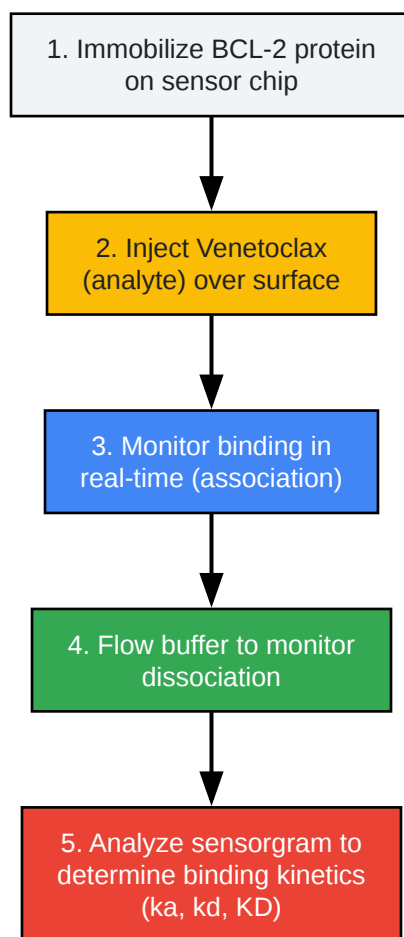 1. Immobilize BCL-2 protein
on sensor chip
2. Inject Venetoclax
(analyte) over surface
3. Monitor binding in
real-time (association)
4. Flow buffer to monitor
dissociation
5. Analyze sensorgram to
determine binding kinetics
(ka, kd, KD)